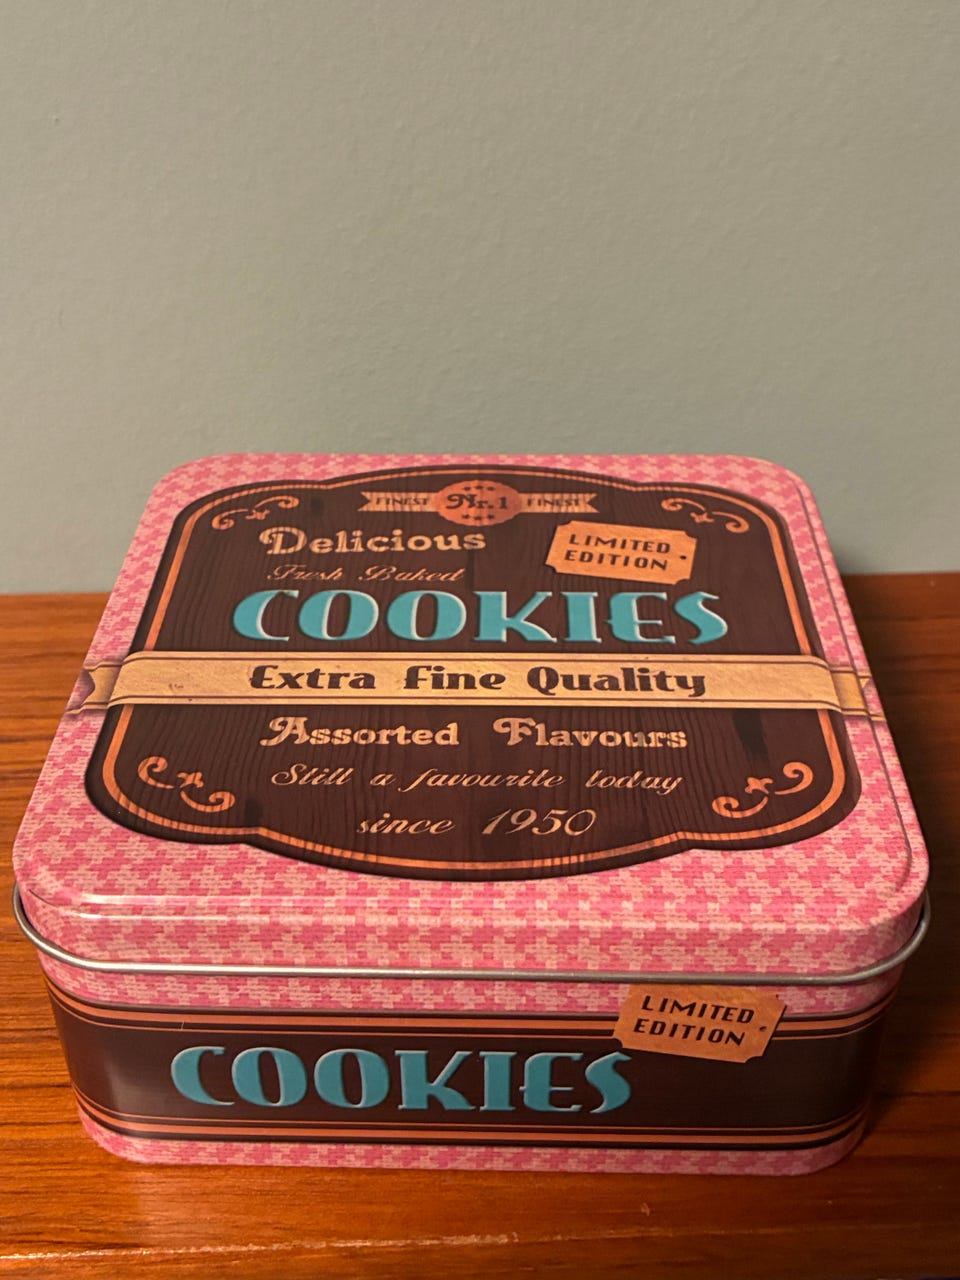 FINEST Nr. 1 FINEST
Delicious
LIMITED
EDITION
Fresh Baked
COOKIES
Extra Fine Quality
Assorted Flavours
Still a favourite today
since 1950
LIMITED
EDITION
COOKIES